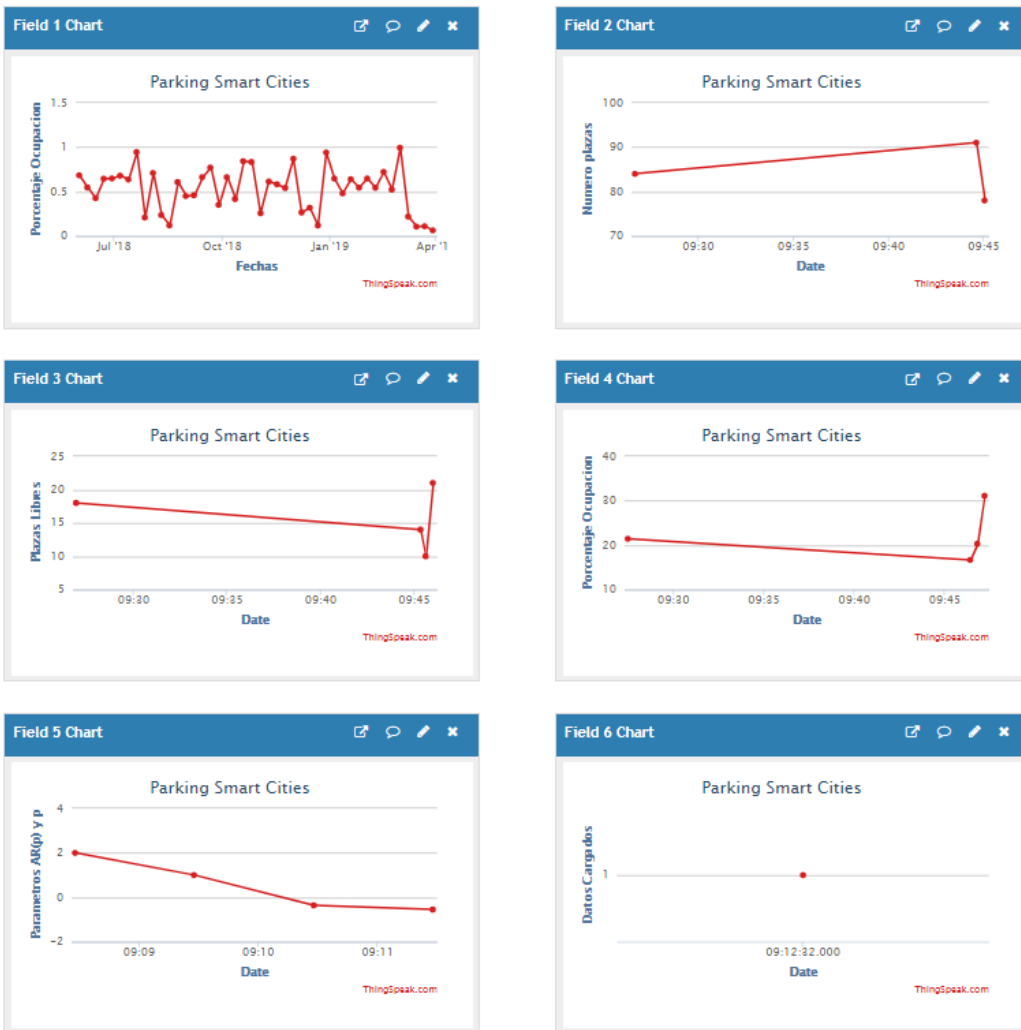 Field 1 Chart
Parking Smart Cities
Porcentaje Ocupacion
1.5
1
0.5
0
Jul '18
Oct '18
Jan '19
Apr '1
Fechas
ThingSpeak.com
Field 2 Chart
Parking Smart Cities
Numero plazas
100
90
80
70
09:30
09:35
09:40
09:45
Date
ThingSpeak.com
Field 3 Chart
Parking Smart Cities
Plazas Libres
25
20
15
10
5
09:30
09:35
09:40
09:45
Date
ThingSpeak.com
Field 4 Chart
Parking Smart Cities
Porcentaje Ocupacion
40
30
20
10
09:30
09:35
09:40
09:45
Date
ThingSpeak.com
Field 5 Chart
Parking Smart Cities
Parametros AR(p) y p
4
2
0
-2
09:09
09:10
09:11
Date
ThingSpeak.com
Field 6 Chart
Parking Smart Cities
Datos Cargados
1
09:12:32.000
Date
ThingSpeak.com